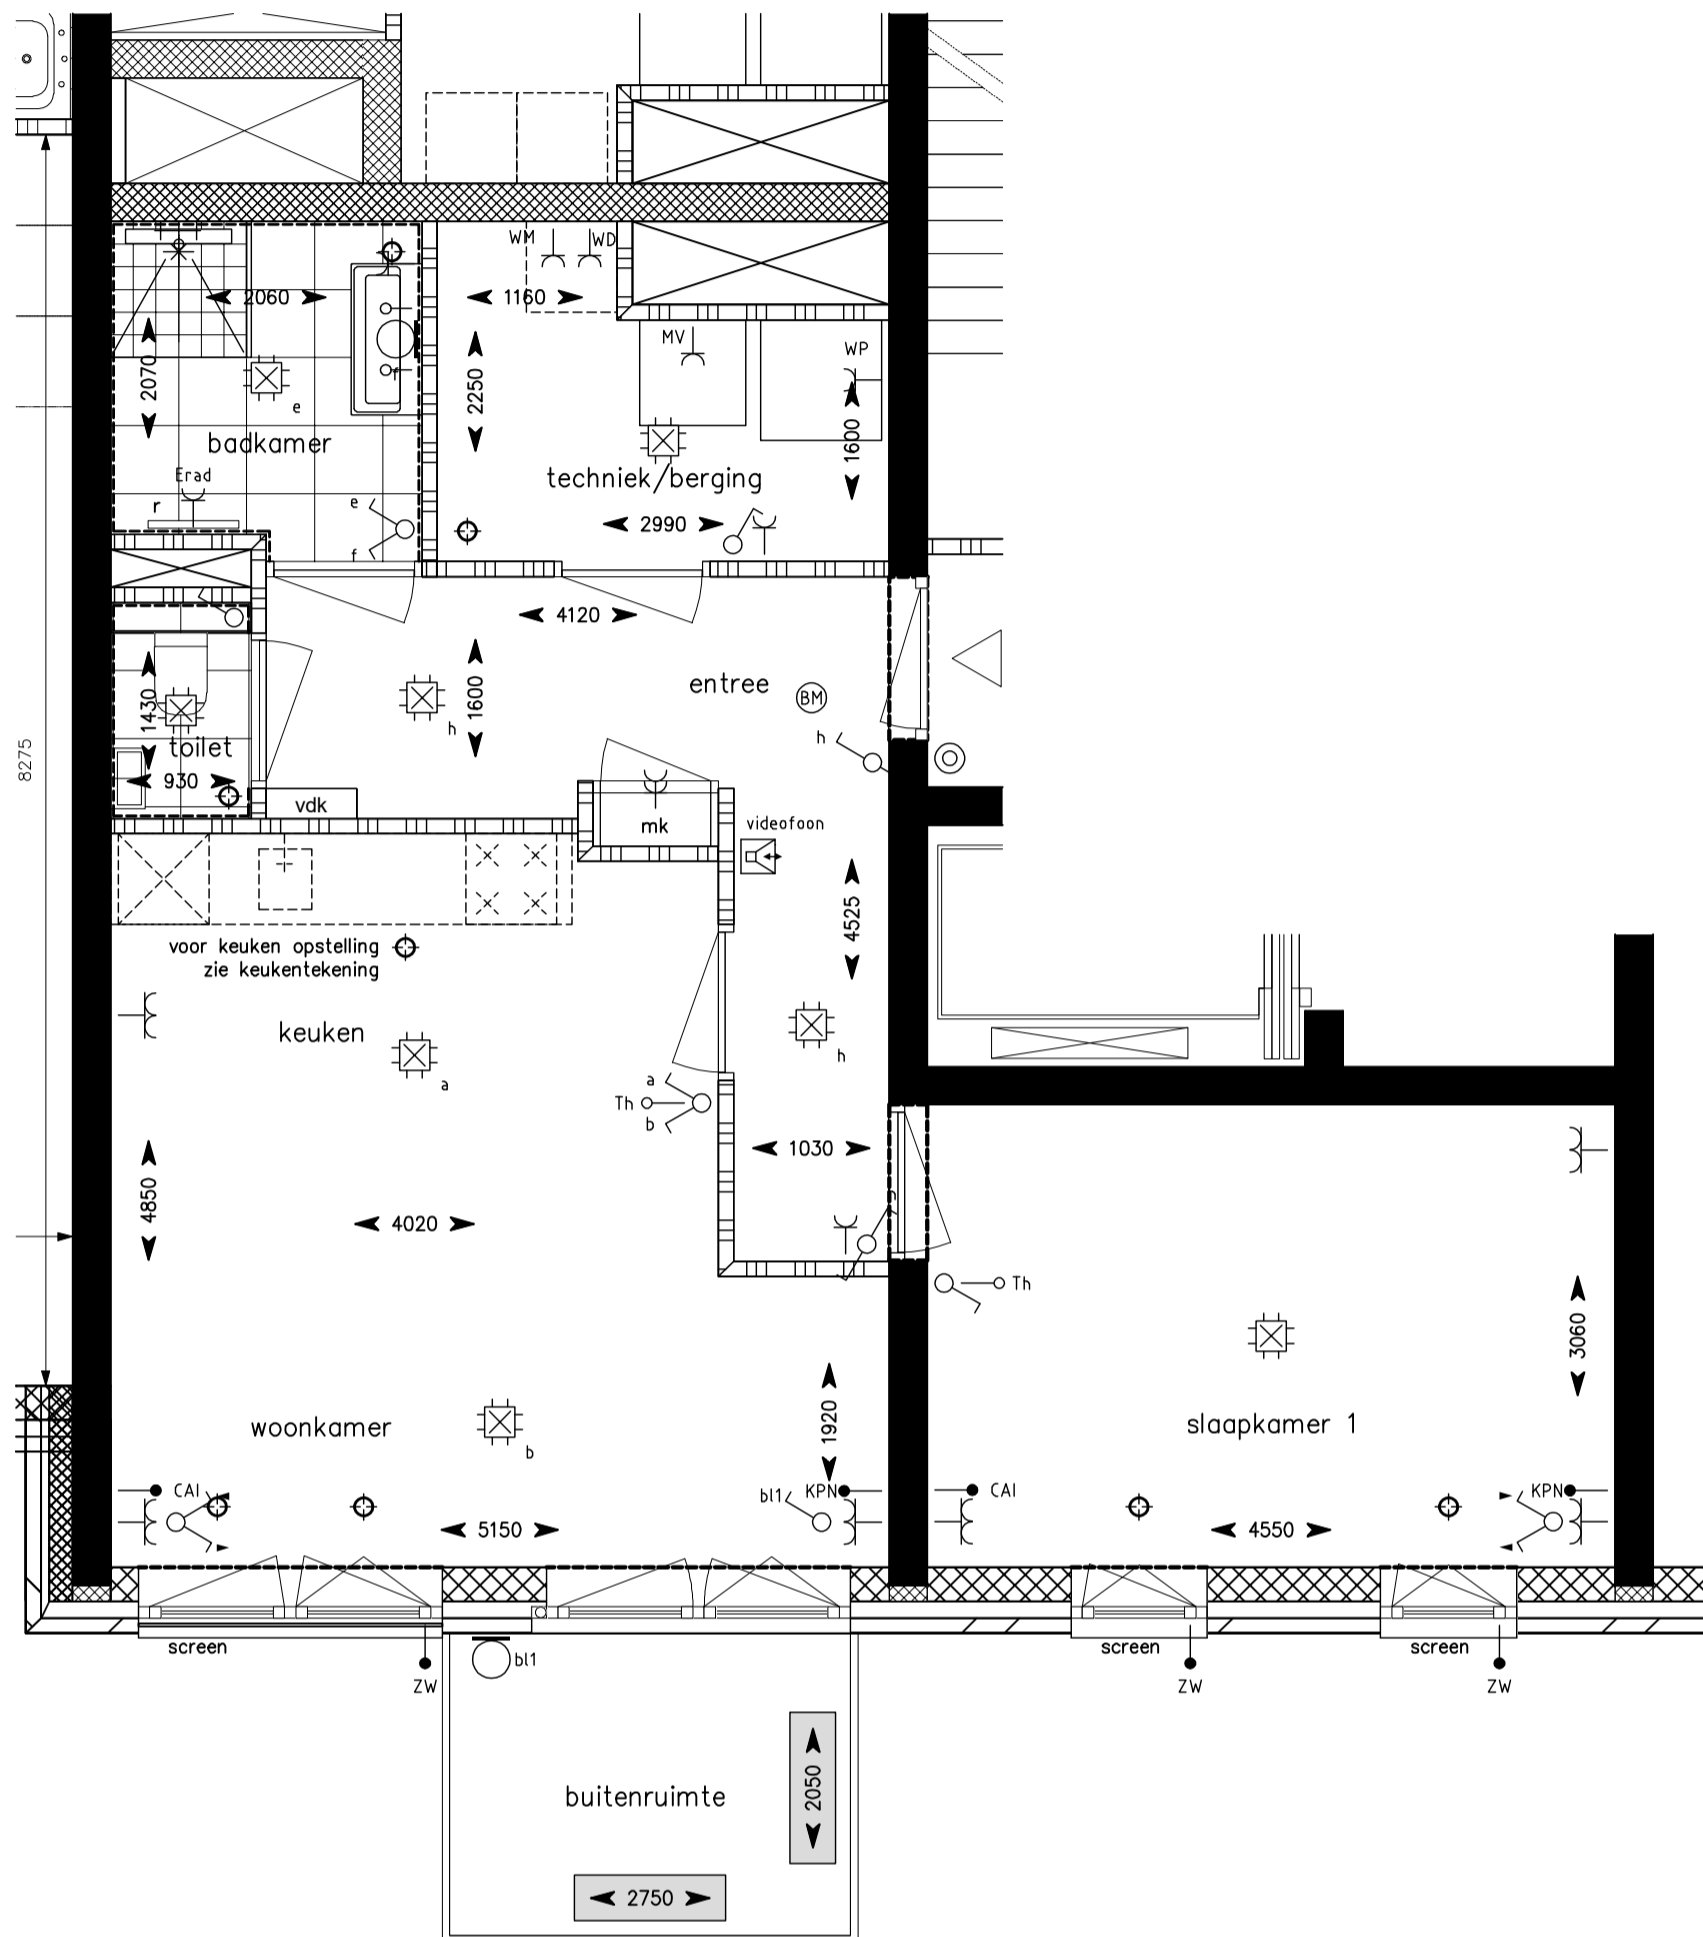 WM
WD
2060
1160
MV
WP
2070
2250
1600
f
e
badkamer
Erad
techniek/berging
r
e
2990
f
4120
entree
BM
1600
h
h
1430
toilet
930
8275
vdk
mk
videofoon
4525
voor keuken opstelling
zie keukentekening
keuken
a
h
a
Th
b
1030
4850
4020
Th
3060
1920
woonkamer
b
slaapkamer 1
CAI
bl1
KPN
CAI
KPN
5150
4550
screen
bl1
ZW
screen
ZW
screen
ZW
2050
buitenruimte
2750